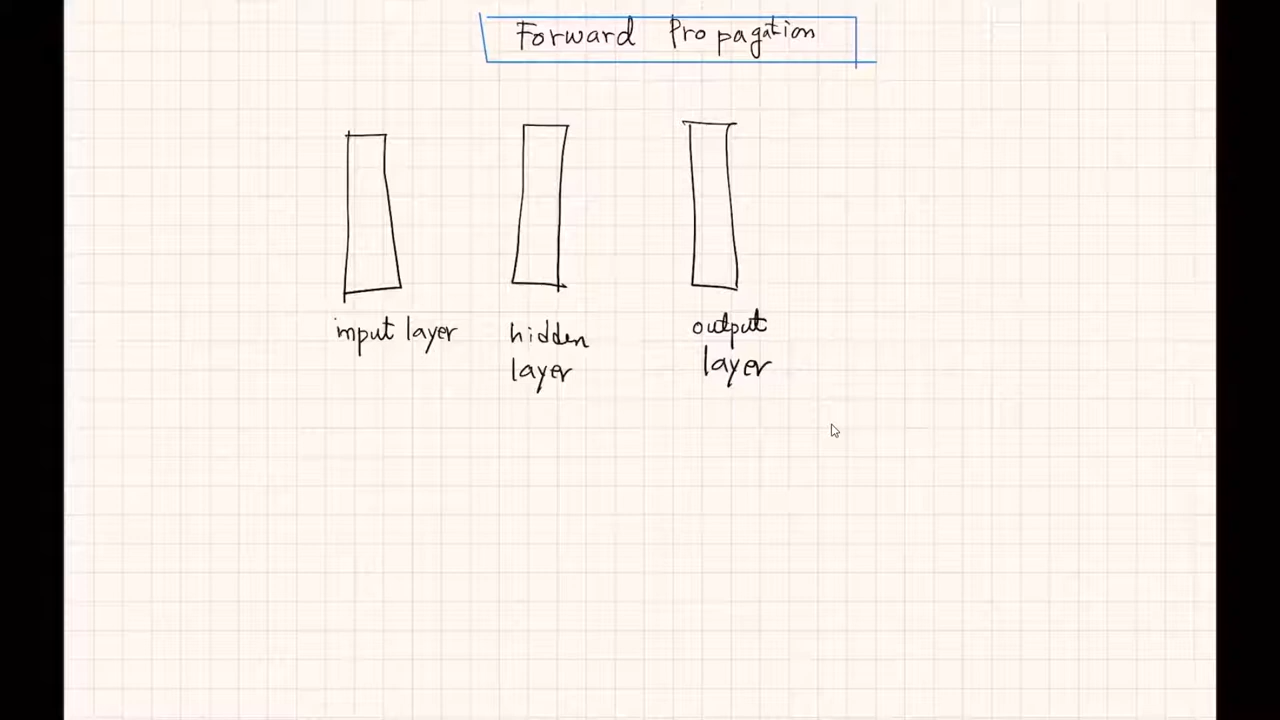 Forward Propagation
input layer
hidden
layer
output
layer